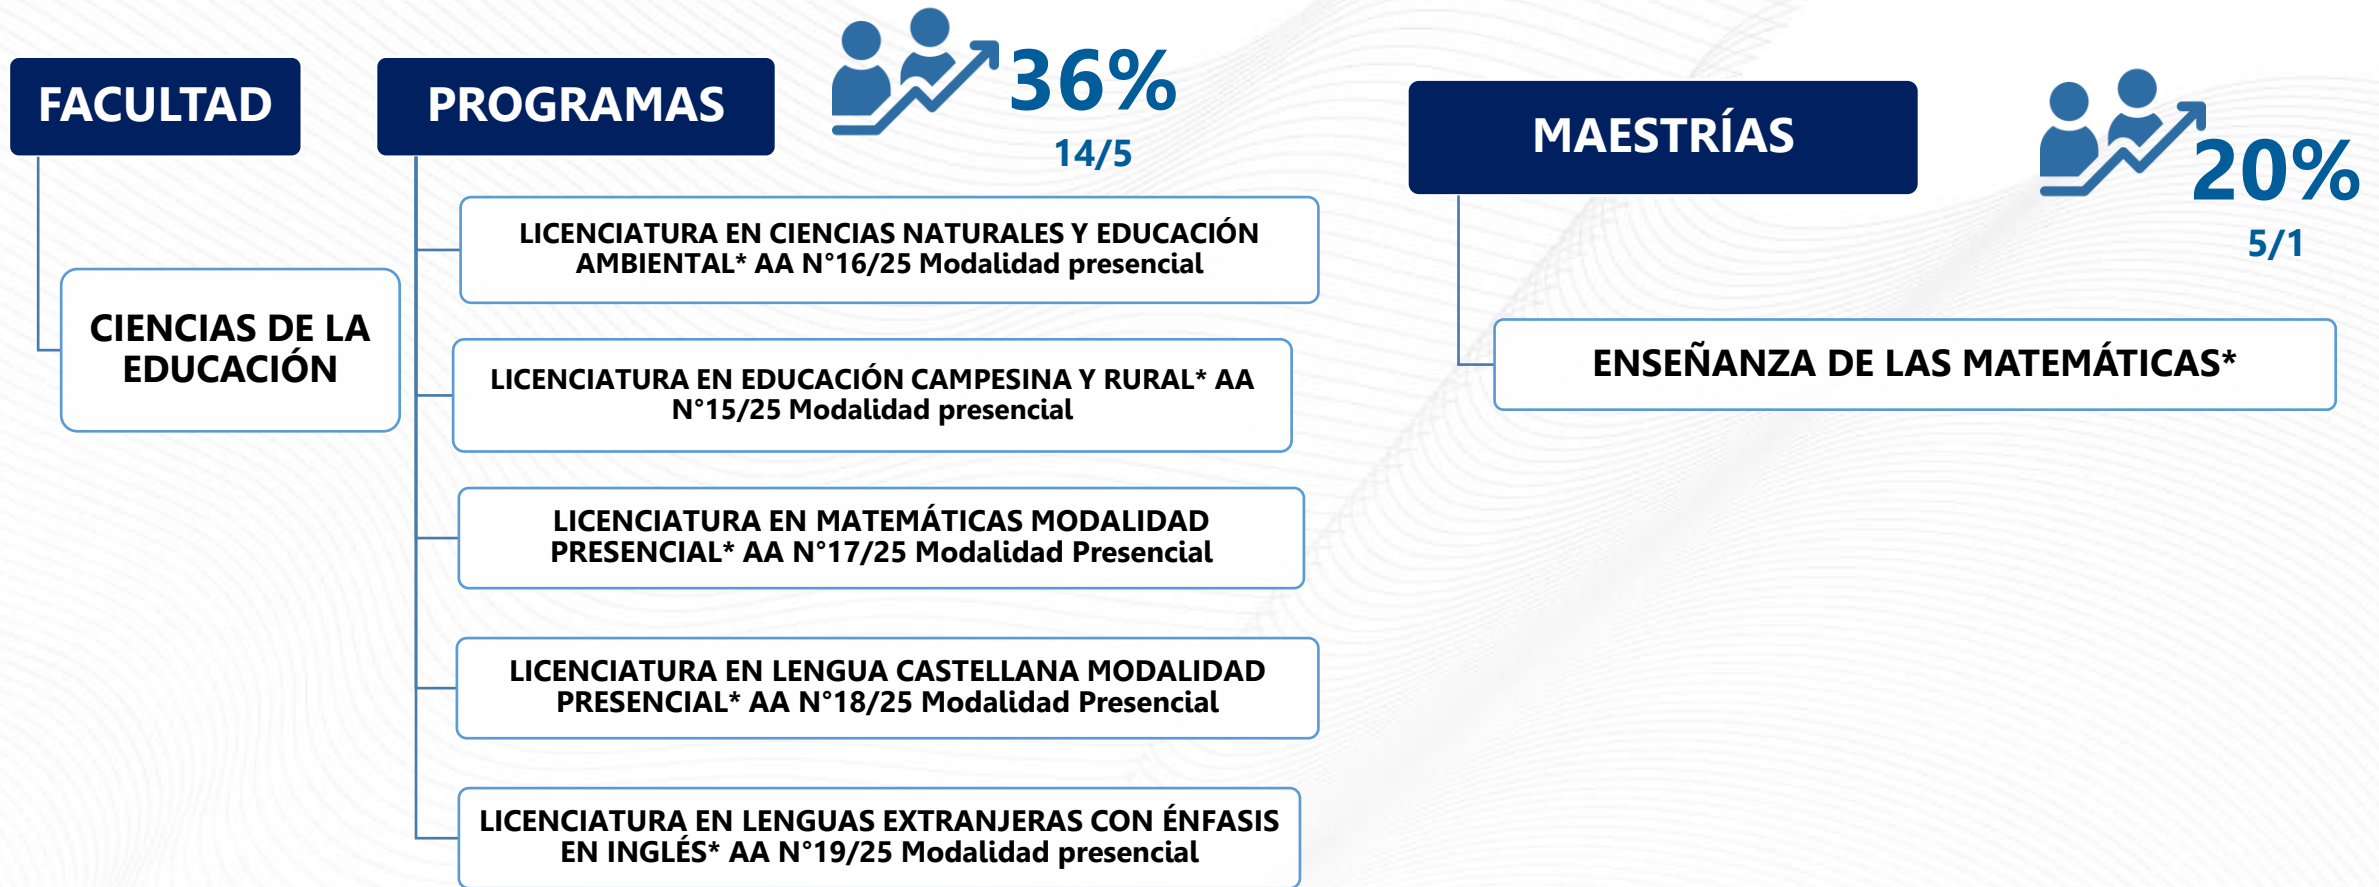 FACULTAD
CIENCIAS DE LA
EDUCACIÓN
PROGRAMAS
36%
14/5
LICENCIATURA EN CIENCIAS NATURALES Y EDUCACIÓN
AMBIENTAL* AA N°16/25 Modalidad presencial
LICENCIATURA EN EDUCACIÓN CAMPESINA Y RURAL* AA
N°15/25 Modalidad presencial
LICENCIATURA EN MATEMÁTICAS MODALIDAD
PRESENCIAL* AA N°17/25 Modalidad Presencial
LICENCIATURA EN LENGUA CASTELLANA MODALIDAD
PRESENCIAL* AA N°18/25 Modalidad Presencial
LICENCIATURA EN LENGUAS EXTRANJERAS CON ÉNFASIS
EN INGLÉS* AA N°19/25 Modalidad presencial
MAESTRÍAS
20%
5/1
ENSEÑANZA DE LAS MATEMÁTICAS*